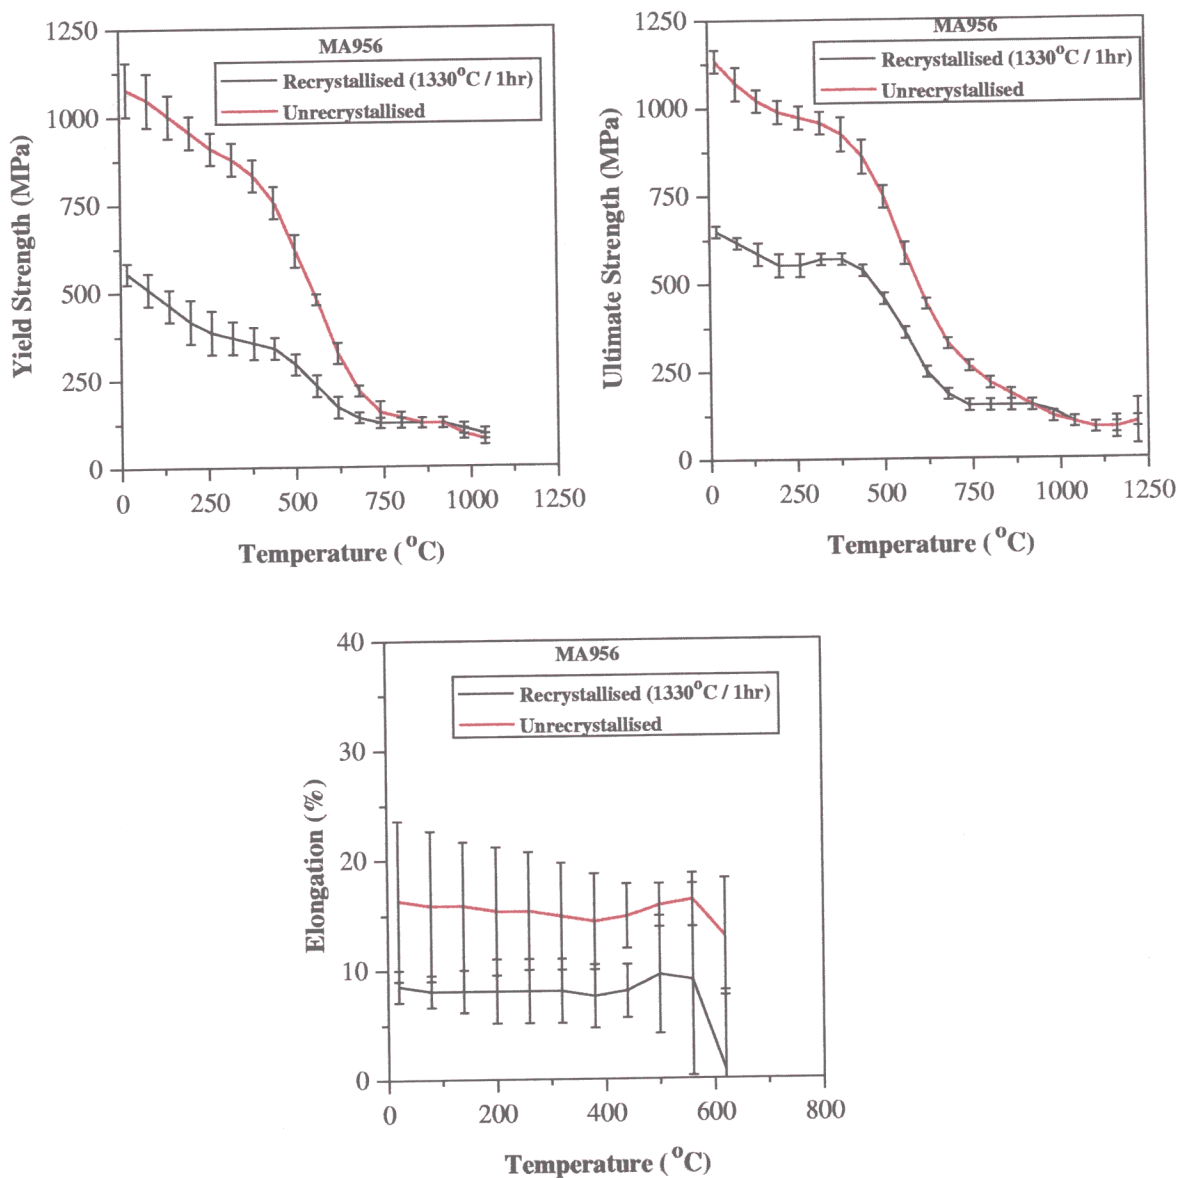 1250
1000
750
500
250
0
Yield Strength (MPa)
MA956
Recrystallised (1330°C / 1hr)
Unrecrystallised
0 250 500 750 1000 1250
Temperature (°C)
1250
1000
750
500
250
0
Ultimate Strength (MPa)
MA956
Recrystallised (1330°C / 1hr)
Unrecrystallised
0 250 500 750 1000 1250
Temperature (°C)
40
30
20
10
0
Elongation (%)
MA956
Recrystallised (1330°C / 1hr)
Unrecrystallised
0 200 400 600 800
Temperature (°C)